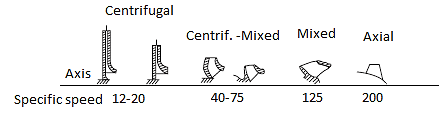 Centrifugal
Centrif. -Mixed Mixed Axial
Axis
Specific speed 12-20 40-75 125 200